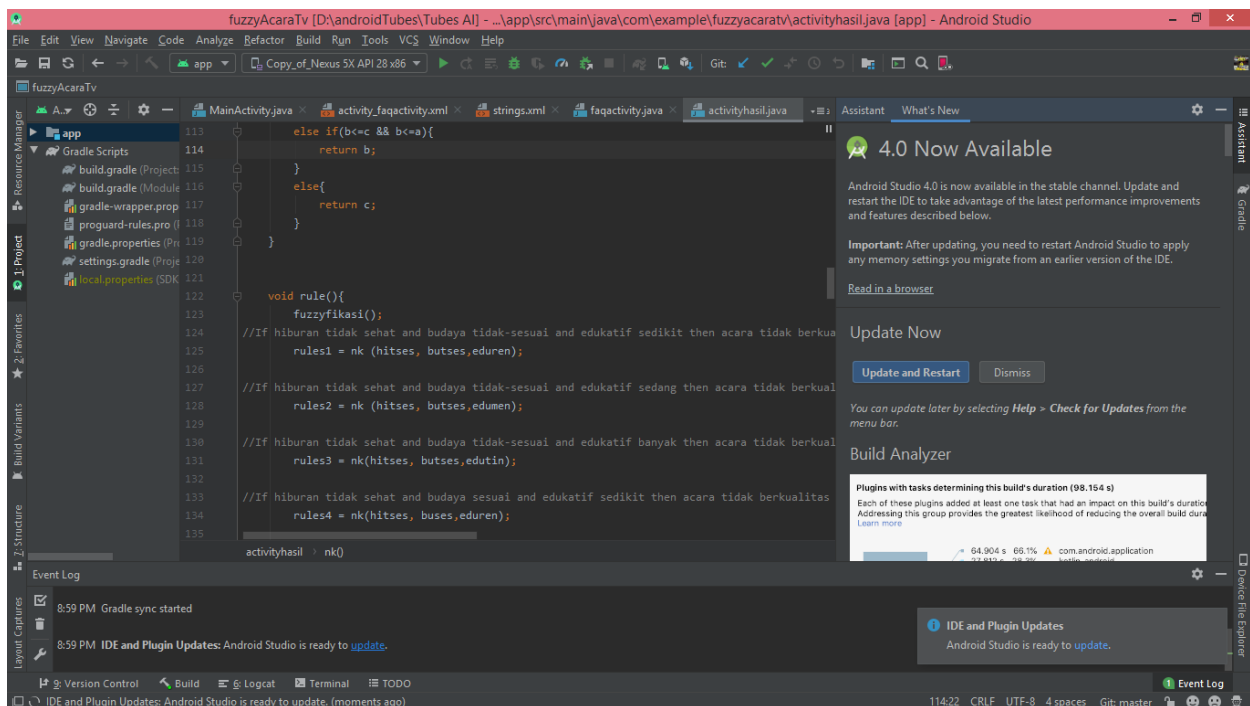 fuzzyAcaraTv [D:\androidTubes\Tubes AI] - ...\app\src\main\java\com\example\fuzzyacaratv\activityhasil.java [app] - Android Studio
File Edit View Navigate Code Analyze Refactor Build Run Tools VCS Window Help
app Copy_of_Nexus 5X API 28 x86 Git:
fuzzyAcaraTv
A... MainActivity.java activity_faqactivity.xml strings.xml faqactivity.java activityhasil.java Assistant What's New
Resource Manager
1: Project
2: Favorites
Build Variants
Z: Structure
Layout Captures
app
Gradle Scripts
build.gradle (Project:
build.gradle (Module
gradle-wrapper.prop
proguard-rules.pro (
gradle.properties (Pr
settings.gradle (Proje
local.properties (SDK
113 else if(b<=c && b<=a){
114 return b;
115 }
116 else{
117 return c;
118 }
119 }
120
121
122 void rule(){
123 fuzzyfikasi();
124 //If hiburan tidak sehat and budaya tidak-sesuai and edukatif sedikit then acara tidak berkua
125 rules1 = nk (hitses, butses,eduren);
126
127 //If hiburan tidak sehat and budaya tidak-sesuai and edukatif sedang then acara tidak berkual
128 rules2 = nk (hitses, butses,edumen);
129
130 //If hiburan tidak sehat and budaya tidak-sesuai and edukatif banyak then acara tidak berkual
131 rules3 = nk(hitses, butses,edutin);
132
133 //If hiburan tidak sehat and budaya sesuai and edukatif sedikit then acara tidak berkualitas
134 rules4 = nk(hitses, buses,eduren);
135
activityhasil nk()
4.0 Now Available
Android Studio 4.0 is now available in the stable channel. Update and
restart the IDE to take advantage of the latest performance improvements
and features described below.
Important: After updating, you need to restart Android Studio to apply
any memory settings you migrate from an earlier version of the IDE.
Read in a browser
Update Now
Update and Restart Dismiss
You can update later by selecting Help > Check for Updates from the
menu bar.
Build Analyzer
Plugins with tasks determining this build's duration (98.154 s)
Each of these plugins added at least one task that had an impact on this build's duration
Addressing this group provides the greatest likelihood of reducing the overall build dura
Learn more
64.904 s 66.1% com.android.application
Assistant
Gradle
Device File Explorer
Event Log
8:59 PM Gradle sync started
8:59 PM IDE and Plugin Updates: Android Studio is ready to update.
IDE and Plugin Updates
Android Studio is ready to update.
9: Version Control Build 6: Logcat Terminal TODO 1 Event Log
IDE and Plugin Updates: Android Studio is ready to update. (moments ago) 114:22 CRLF UTF-8 4 spaces Git: master